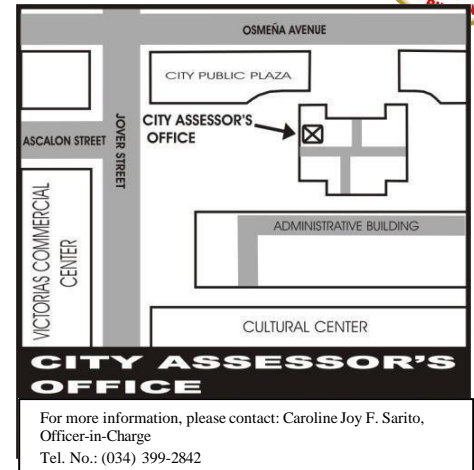 OSMEÑA AVENUE
CITY PUBLIC PLAZA
CITY ASSESSOR'S
OFFICE
ASCALON STREET
JOVER STREET
VICTORIAS COMMERCIAL
CENTER
ADMINISTRATIVE BUILDING
CULTURAL CENTER
CITY ASSESSOR'S
OFFICE
For more information, please contact: Caroline Joy F. Sarito,
Officer-in-Charge
Tel. No.: (034) 399-2842